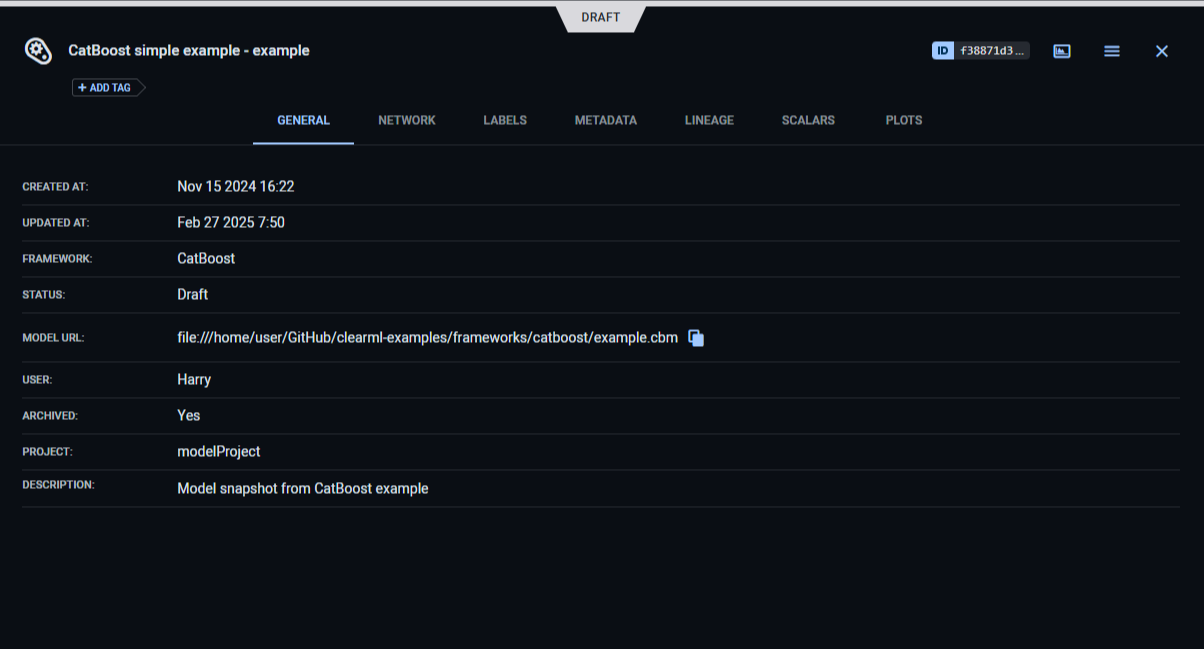 DRAFT
CatBoost simple example - example
ID f38871d3...
+ ADD TAG
GENERAL NETWORK LABELS METADATA LINEAGE SCALARS PLOTS
CREATED AT: Nov 15 2024 16:22
UPDATED AT: Feb 27 2025 7:50
FRAMEWORK: CatBoost
STATUS: Draft
MODEL URL: file:///home/user/GitHub/clearml-examples/frameworks/catboost/example.cbm
USER: Harry
ARCHIVED: Yes
PROJECT: modelProject
DESCRIPTION: Model snapshot from CatBoost example